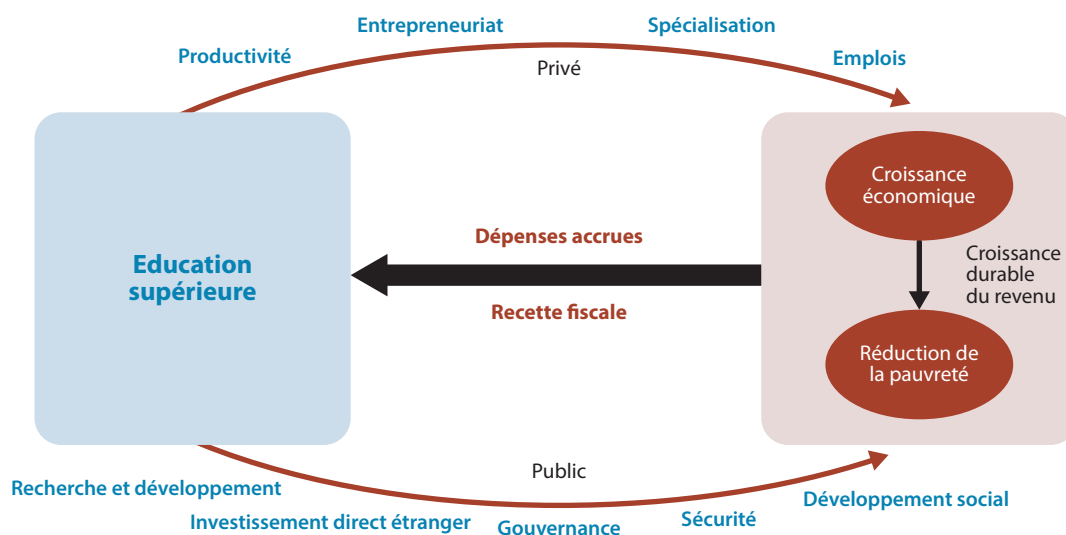 Entrepreneuriat
Spécialisation
Productivité
Emplois
Privé
Croissance
économique
Dépenses accrues
Education
supérieure
Croissance
durable
du revenu
Recette fiscale
Réduction de
la pauvreté
Public
Recherche et développement
Développement social
Investissement direct étranger
Gouvernance
Sécurité